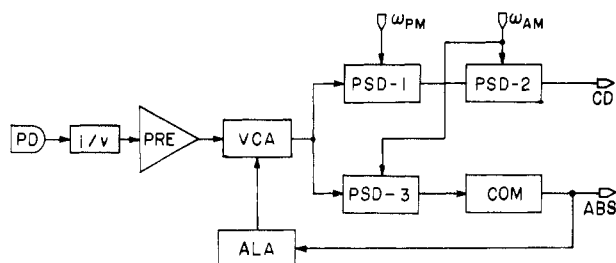 ωPM
ωAM
PSD-1
PSD-2
CD
PD
i/v
PRE
VCA
PSD-3
COM
ABS
ALA